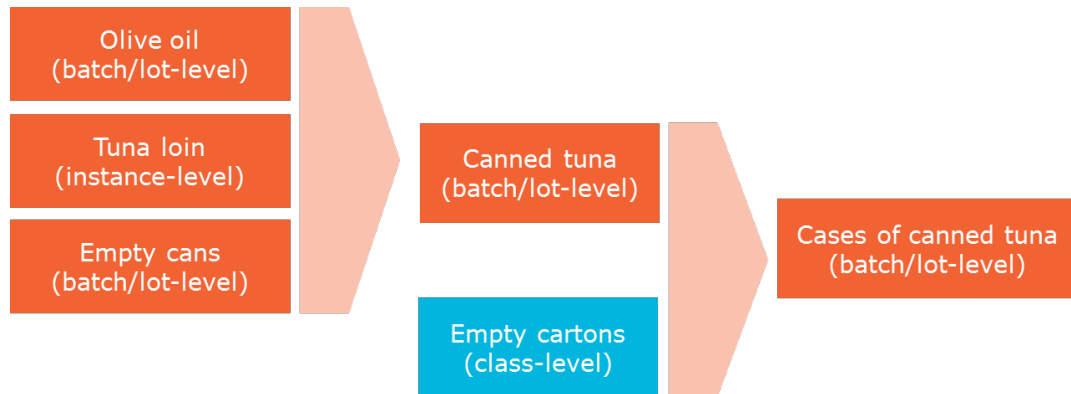 Olive oil
(batch/lot-level)
Tuna loin
(instance-level)
Empty cans
(batch/lot-level)
Canned tuna
(batch/lot-level)
Empty cartons
(class-level)
Cases of canned tuna
(batch/lot-level)